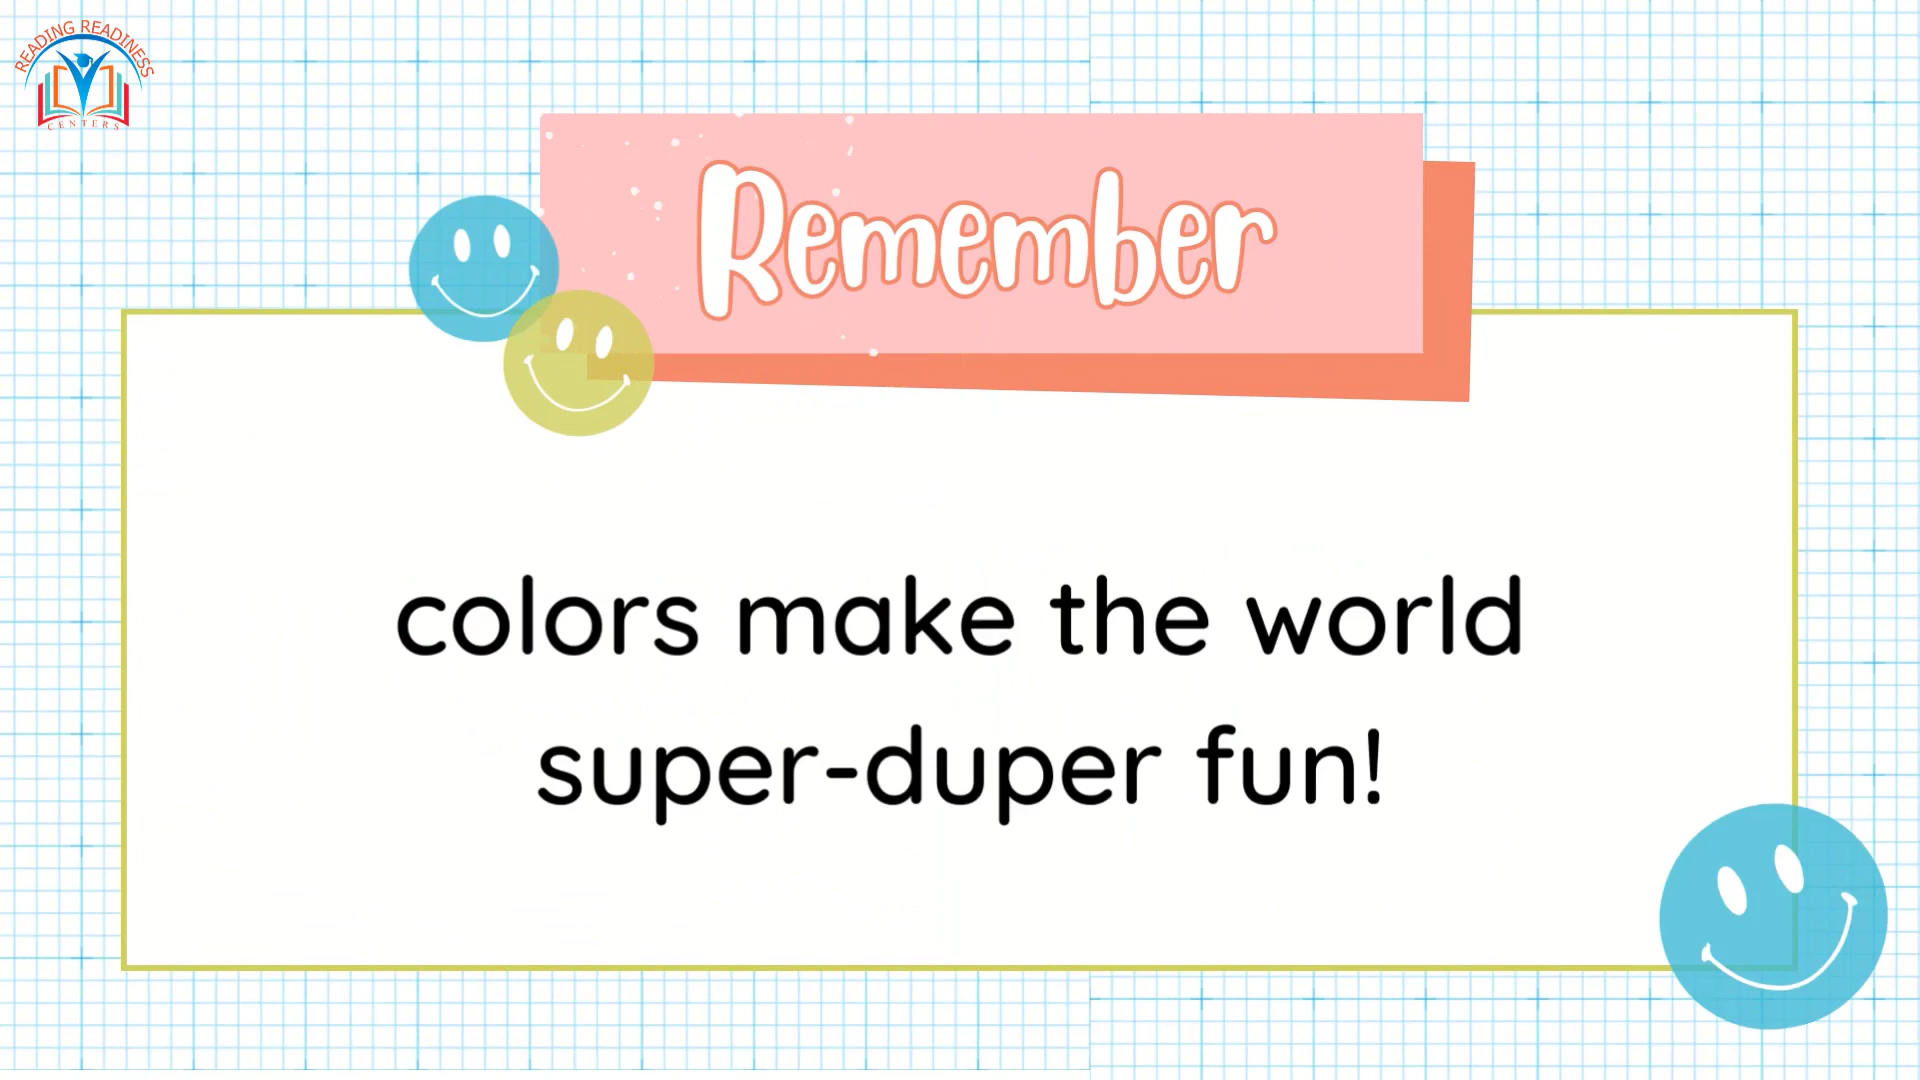 READING READINESS
CENTERS
Remember
colors make the world
super-duper fun!